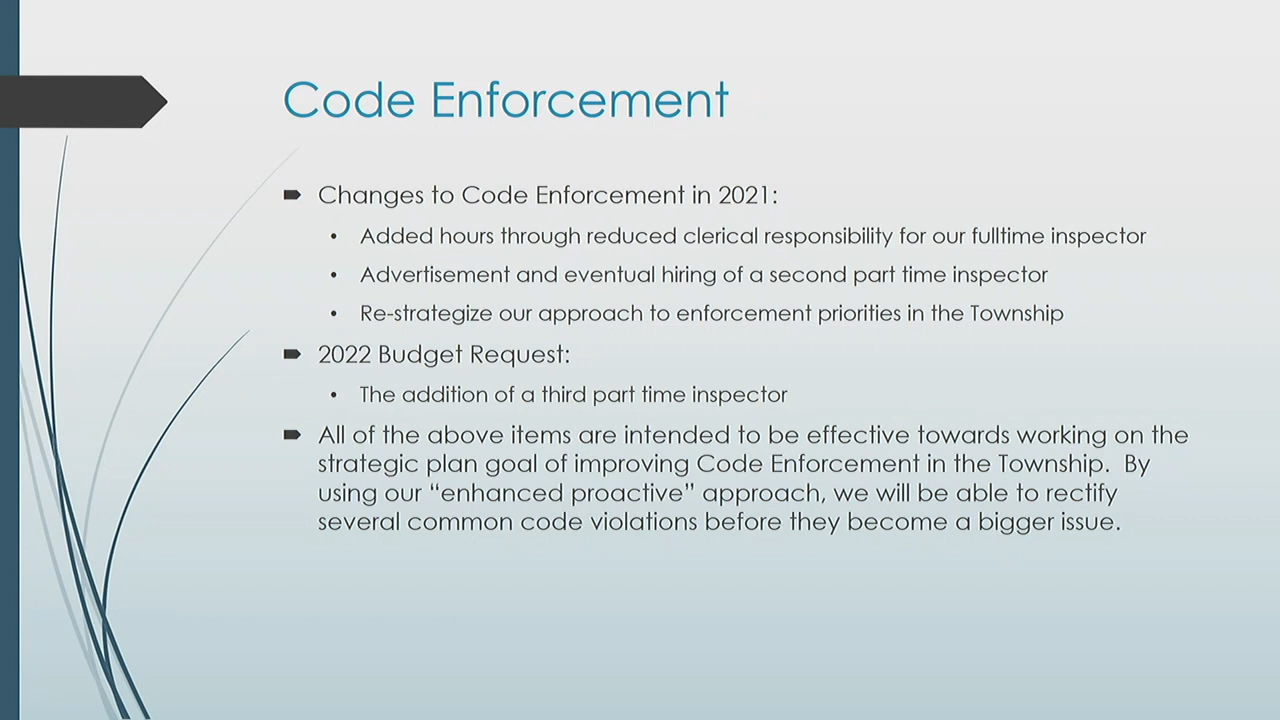 Code Enforcement
Changes to Code Enforcement in 2021:
• Added hours through reduced clerical responsibility for our fulltime inspector
• Advertisement and eventual hiring of a second part time inspector
• Re-strategize our approach to enforcement priorities in the Township
2022 Budget Request:
• The addition of a third part time inspector
All of the above items are intended to be effective towards working on the
strategic plan goal of improving Code Enforcement in the Township.  By
using our “enhanced proactive” approach, we will be able to rectify
several common code violations before they become a bigger issue.